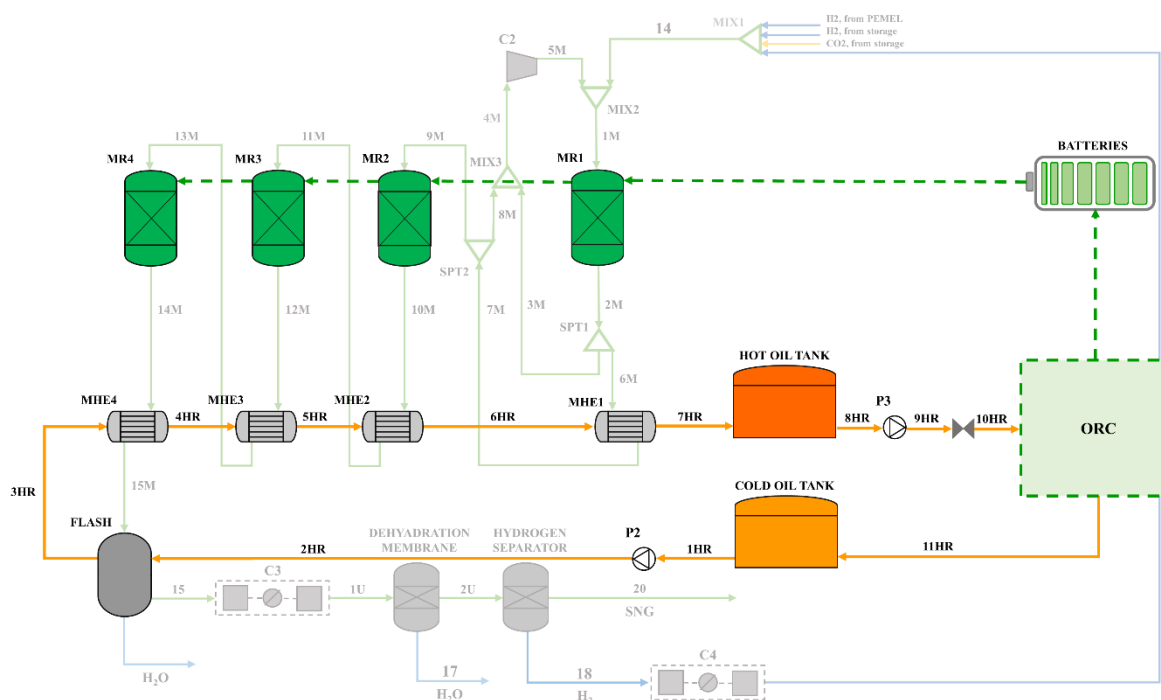 H2, from PEMEL
MIX1
14
H2, from storage
C2
CO2, from storage
5M
MIX2
4M
13M
11M
9M
1M
BATTERIES
MR4
MR3
MR2
MIX3
MR1
8M
SPT2
14M
12M
10M
7M
3M
2M
SPT1
HOT OIL TANK
6M
MHE4
4HR
MHE3
5HR
MHE2
6HR
MHE1
7HR
8HR
P3
9HR
10HR
ORC
15M
3HR
COLD OIL TANK
FLASH
DEHYADRATION
MEMBRANE
HYDROGEN
SEPARATOR
2HR
P2
1HR
11HR
15
C3
1U
2U
20
SNG
H2O
17
H2O
18
H2
C4